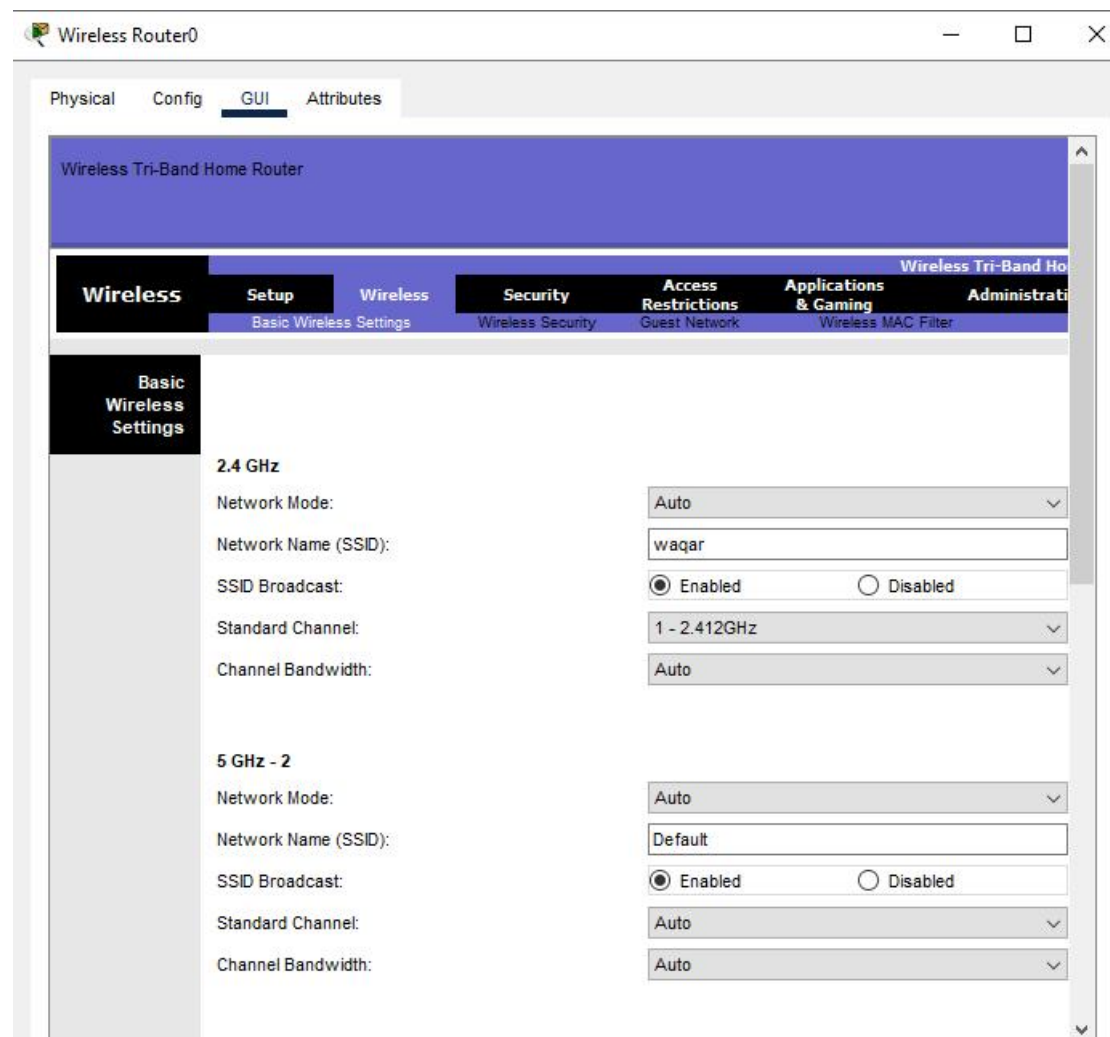 Wireless Router0
Physical Config GUI Attributes
Wireless Tri-Band Home Router
Wireless Tri-Band Ho
Wireless Setup Wireless Security Access Restrictions Applications & Gaming Administrati
Basic Wireless Settings Wireless Security Guest Network Wireless MAC Filter
Basic
Wireless
Settings
2.4 GHz
Network Mode: Auto
Network Name (SSID): waqar
SSID Broadcast: Enabled Disabled
Standard Channel: 1 - 2.412GHz
Channel Bandwidth: Auto
5 GHz - 2
Network Mode: Auto
Network Name (SSID): Default
SSID Broadcast: Enabled Disabled
Standard Channel: Auto
Channel Bandwidth: Auto